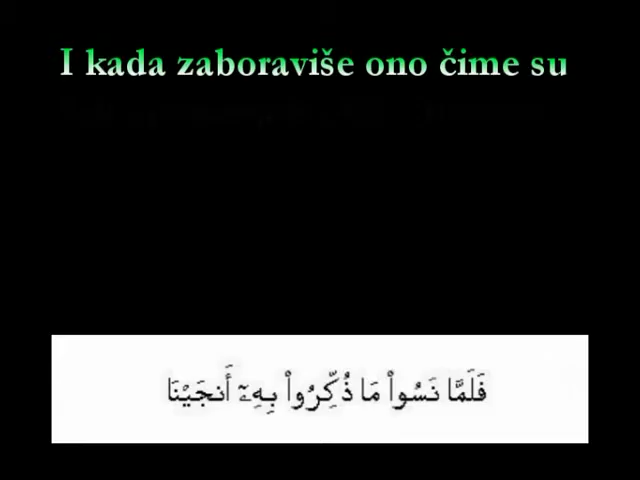 I kada zaboraviše ono čime su
فَلَمَّا نَسُوا۟ مَا ذُكِّرُوا۟ بِهِۦٓ أَنجَيْنَا